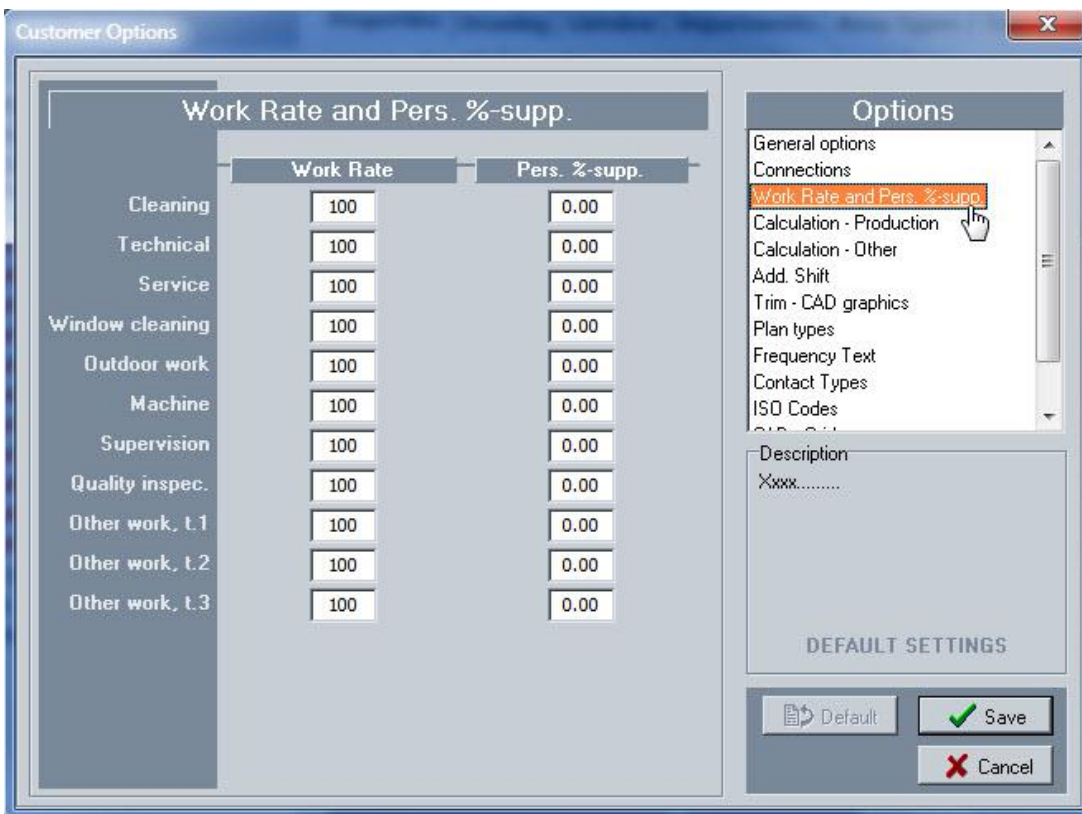 Customer Options
Work Rate and Pers. %-supp.
Work Rate Pers. %-supp.
Cleaning 100 0.00
Technical 100 0.00
Service 100 0.00
Window cleaning 100 0.00
Outdoor work 100 0.00
Machine 100 0.00
Supervision 100 0.00
Quality inspec. 100 0.00
Other work, t.1 100 0.00
Other work, t.2 100 0.00
Other work, t.3 100 0.00
Options
General options
Connections
Work Rate and Pers. %-supp.
Calculation - Production
Calculation - Other
Add. Shift
Trim - CAD graphics
Plan types
Frequency Text
Contact Types
ISO Codes
Description
Xxxx.........
DEFAULT SETTINGS
Default Save
Cancel